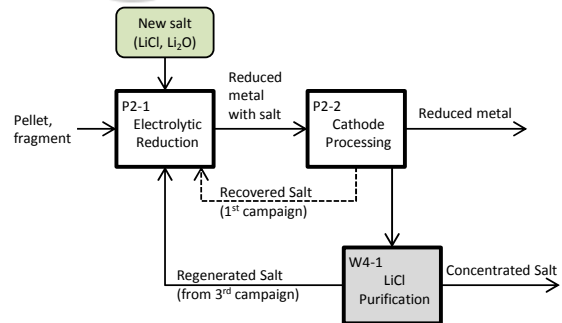 New salt
(LiCl, Li₂O)
P2-1
Electrolytic
Reduction
Pellet,
fragment
Reduced
metal
with salt
P2-2
Cathode
Processing
Reduced metal
Recovered Salt
(1st campaign)
W4-1
LiCl
Purification
Regenerated Salt
(from 3rd campaign)
Concentrated Salt